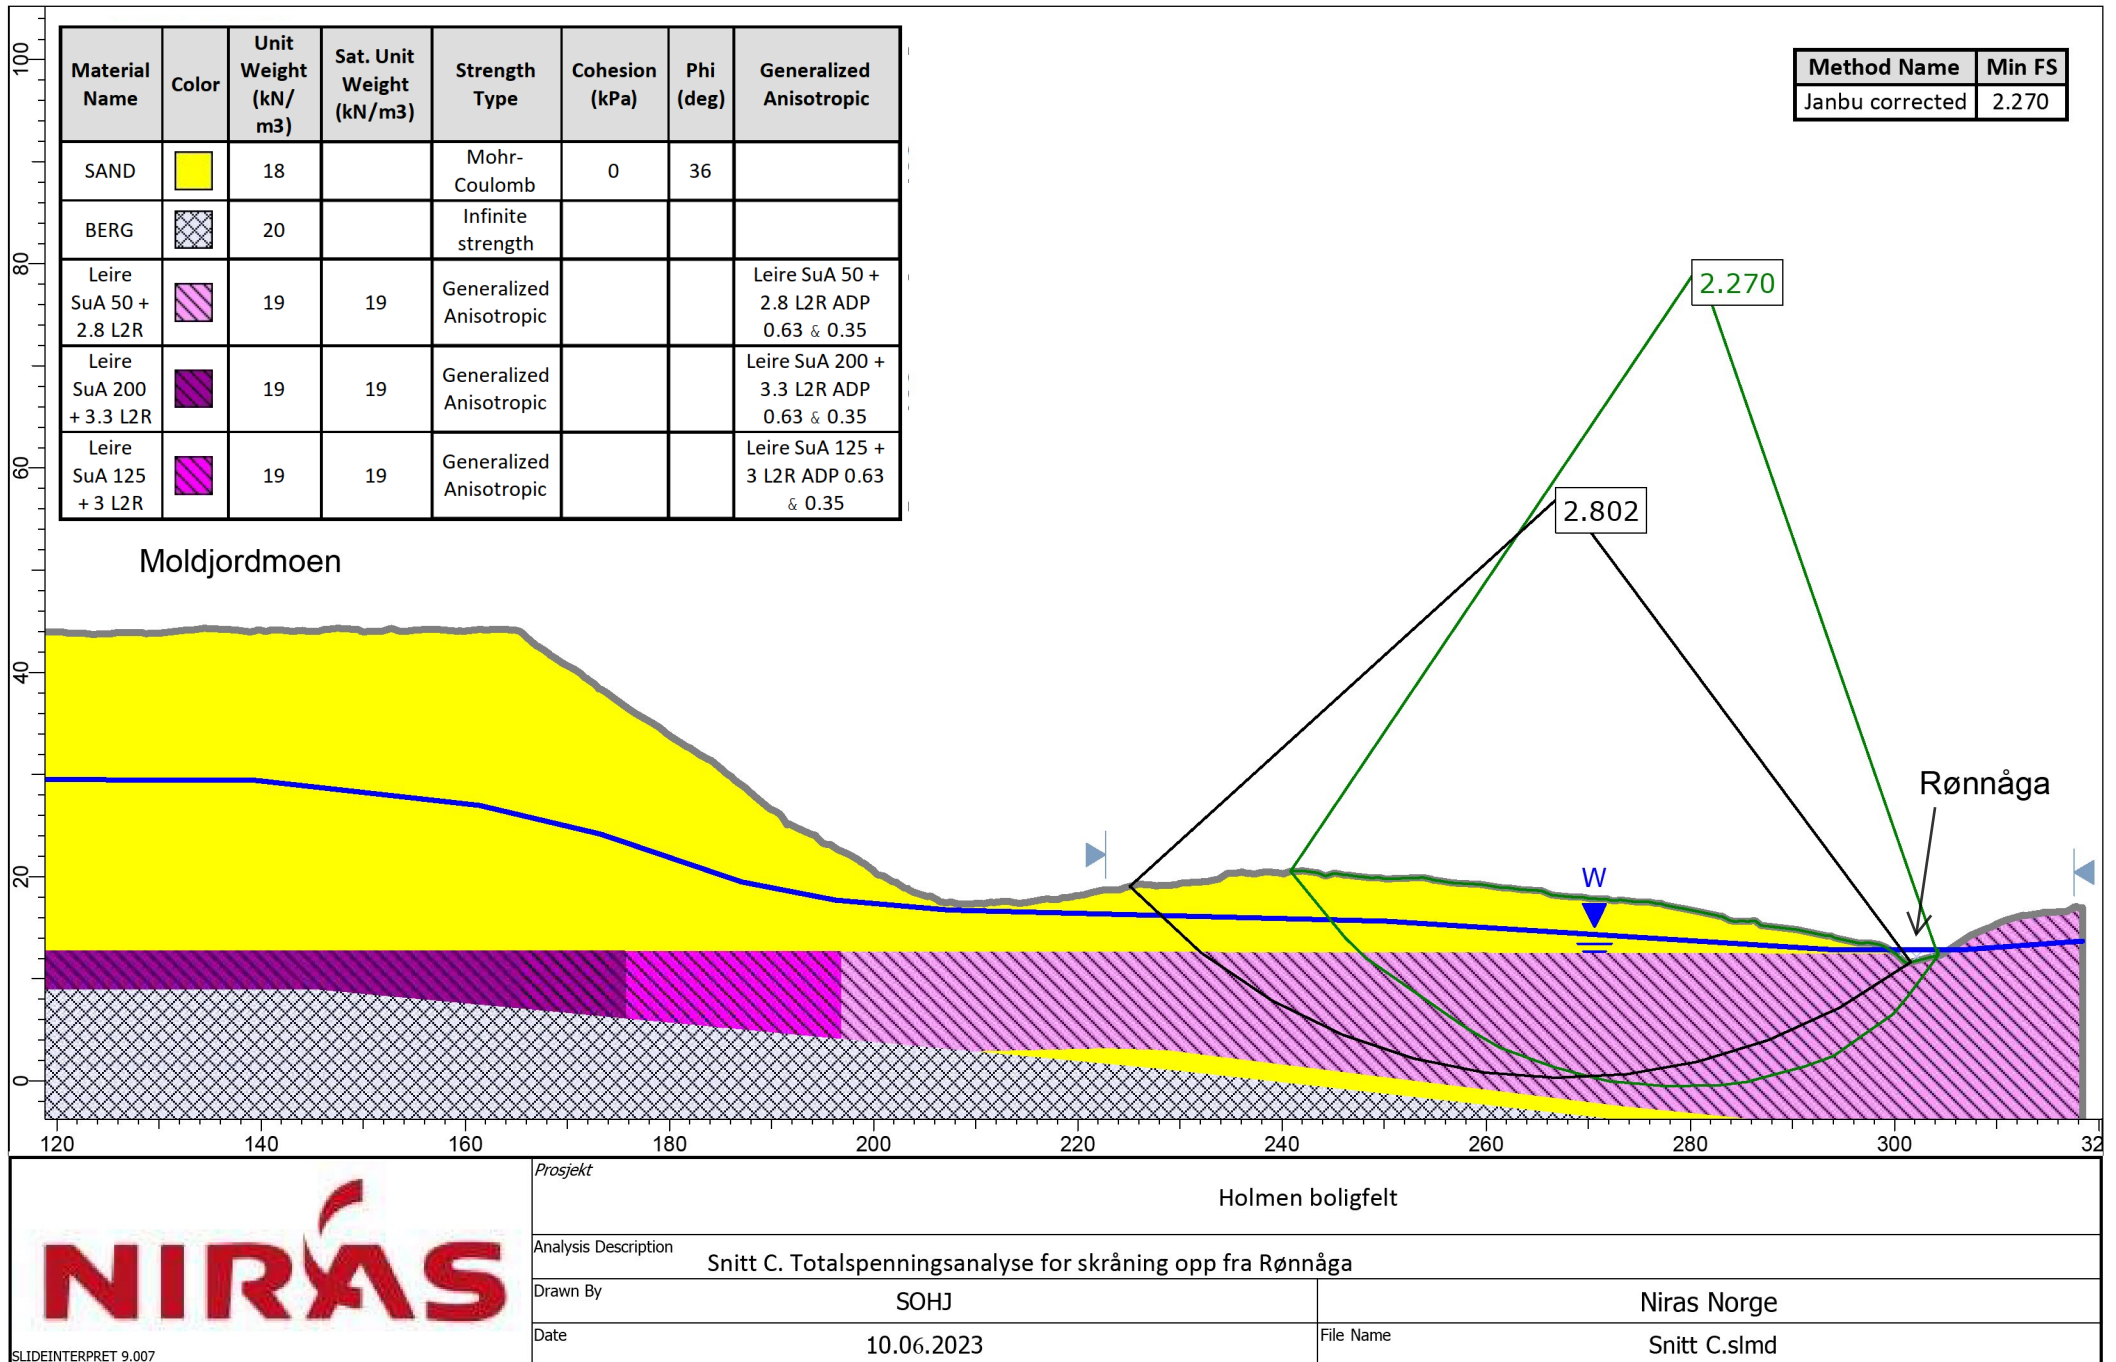 Material Name
Color
Unit Weight (kN/ m3)
Sat. Unit Weight (kN/m3)
Strength Type
Cohesion (kPa)
Phi (deg)
Generalized Anisotropic
SAND
18
Mohr-
Coulomb
0
36
BERG
20
Infinite
strength
Leire
SuA 50 +
2.8 L2R
19
19
Generalized
Anisotropic
Leire SuA 50 +
2.8 L2R ADP
0.63 & 0.35
Leire
SuA 200
+ 3.3 L2R
19
19
Generalized
Anisotropic
Leire SuA 200 +
3.3 L2R ADP
0.63 & 0.35
Leire
SuA 125
+ 3 L2R
19
19
Generalized
Anisotropic
Leire SuA 125 +
3 L2R ADP 0.63
& 0.35
Method Name
Min FS
Janbu corrected
2.270
2.270
2.802
Moldjordmoen
Rønnåga
W
100
80
60
40
20
0
120
140
160
180
200
220
240
260
280
300
32
NIRAS
SLIDEINTERPRET 9.007
Prosjekt
Holmen boligfelt
Analysis Description
Snitt C. Totalspenningsanalyse for skråning opp fra Rønnåga
Drawn By
SOHJ
Niras Norge
Date
10.06.2023
File Name
Snitt C.slmd